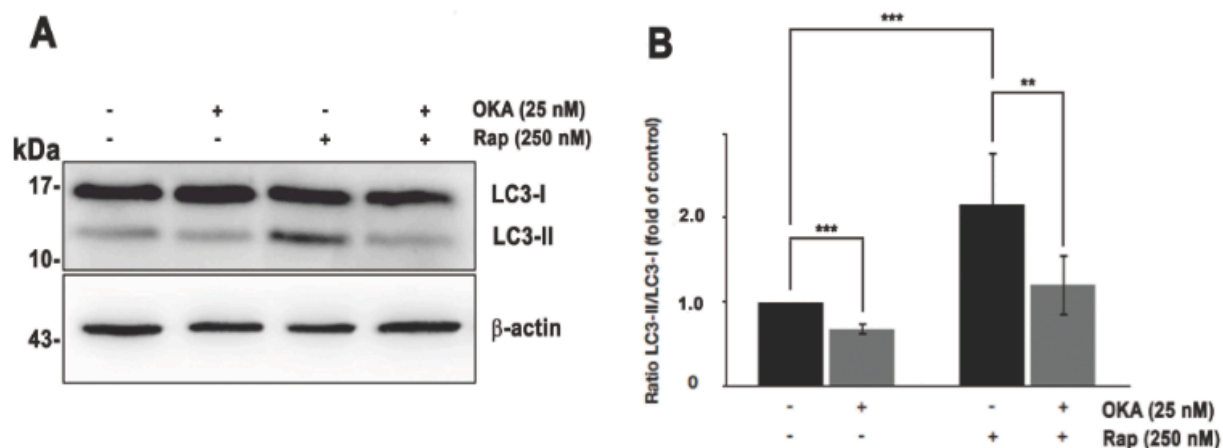 A
- + - + OKA (25 nM)
- - + + Rap (250 nM)
kDa
17- LC3-I
LC3-II
10-
β-actin
43-
B
***
**
***
Ratio LC3-II/LC3-I (fold of control)
2.0
1.0
0
- + - + OKA (25 nM)
- - + + Rap (250 nM)